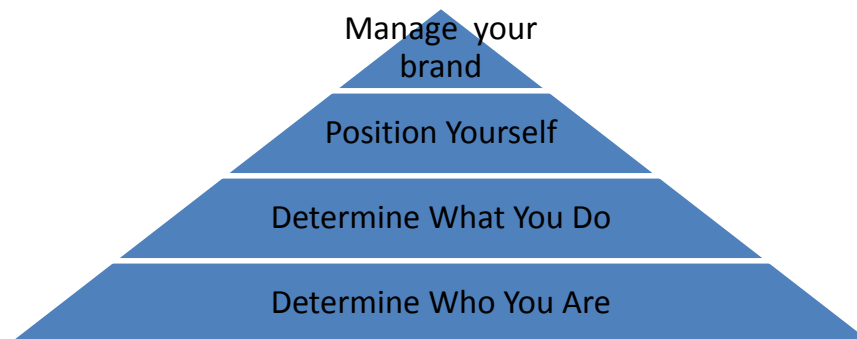 Manage your
brand
Position Yourself
Determine What You Do
Determine Who You Are